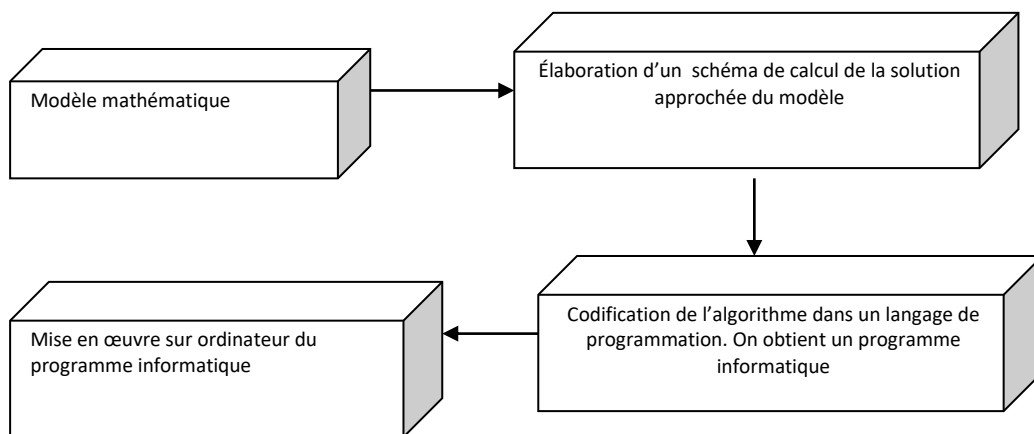 Modèle mathématique
Élaboration d’un schéma de calcul de la solution
approchée du modèle
Codification de l’algorithme dans un langage de
programmation. On obtient un programme
informatique
Mise en œuvre sur ordinateur du
programme informatique